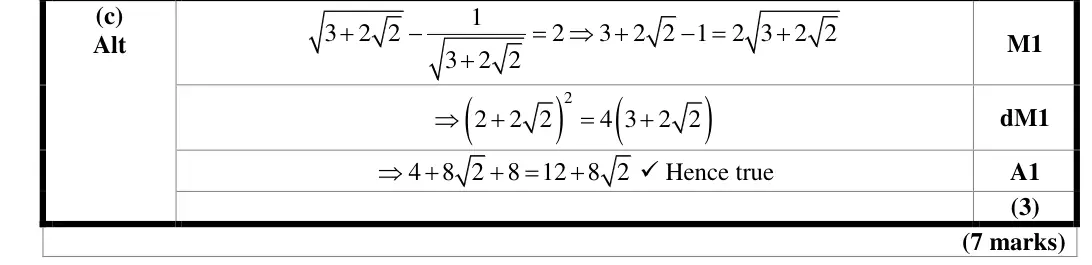 (c)
Alt
√(3+2√2) − 1/√(3+2√2) = 2 ⇒ 3+2√2 −1 = 2√(3+2√2)
M1
⇒ (2+2√2)² = 4(3+2√2)
dM1
⇒ 4+8√2+8 = 12+8√2 ✓ Hence true
A1
(3)
(7 marks)